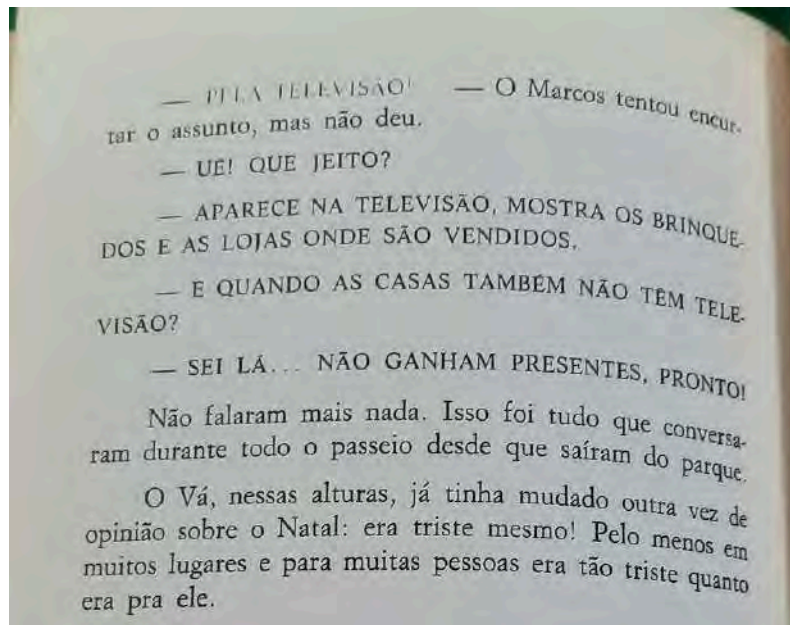 — PELA TELEVISÃO! — O Marcos tentou encur-
tar o assunto, mas não deu.
— UÉ! QUE JEITO?
— APARECE NA TELEVISÃO, MOSTRA OS BRINQUE-
DOS E AS LOJAS ONDE SÃO VENDIDOS.
— E QUANDO AS CASAS TAMBÉM NÃO TÊM TELE-
VISÃO?
— SEI LÁ... NÃO GANHAM PRESENTES, PRONTO!
Não falaram mais nada. Isso foi tudo que conversa-
ram durante todo o passeio desde que saíram do parque.
O Vá, nessas alturas, já tinha mudado outra vez de
opinião sobre o Natal: era triste mesmo! Pelo menos em
muitos lugares e para muitas pessoas era tão triste quanto
era pra ele.